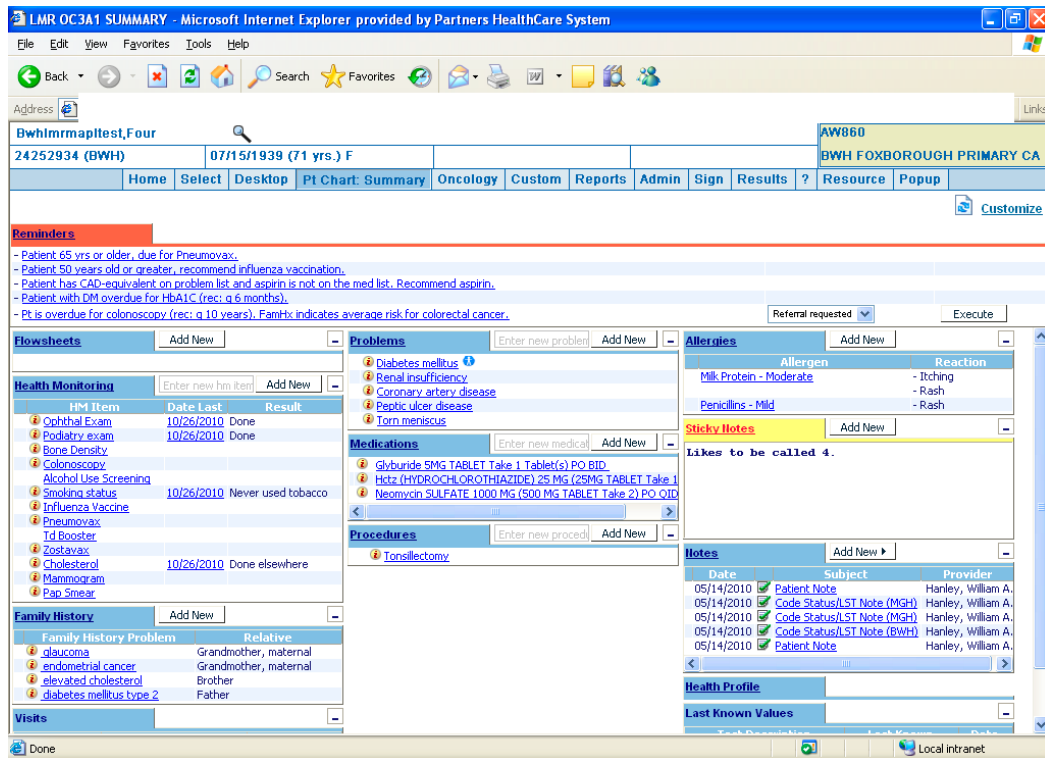 LMR OC3A1 SUMMARY - Microsoft Internet Explorer provided by Partners HealthCare System
File Edit View Favorites Tools Help
Back Search Favorites
Address Links
Bwhlmrmapltest,Four AW860
24252934 (BWH) 07/15/1939 (71 yrs.) F BWH FOXBOROUGH PRIMARY CA
Home Select Desktop Pt Chart: Summary Oncology Custom Reports Admin Sign Results ? Resource Popup
Customize
Reminders
- Patient 65 yrs or older, due for Pneumovax.
- Patient 50 years old or greater, recommend influenza vaccination.
- Patient has CAD-equivalent on problem list and aspirin is not on the med list. Recommend aspirin.
- Patient with DM overdue for HbA1C (rec: q 6 months).
- Pt is overdue for colonoscopy (rec: q 10 years). FamHx indicates average risk for colorectal cancer. Referral requested Execute
Flowsheets Add New
Health Monitoring Enter new hm item Add New
HM Item Date Last Result
Ophthal Exam 10/26/2010 Done
Podiatry exam 10/26/2010 Done
Bone Density
Colonoscopy
Alcohol Use Screening
Smoking status 10/26/2010 Never used tobacco
Influenza Vaccine
Pneumovax
Td Booster
Zostavax
Cholesterol 10/26/2010 Done elsewhere
Mammogram
Pap Smear
Family History Add New
Family History Problem Relative
glaucoma Grandmother, maternal
endometrial cancer Grandmother, maternal
elevated cholesterol Brother
diabetes mellitus type 2 Father
Visits
Problems Enter new problem Add New
Diabetes mellitus
Renal insufficiency
Coronary artery disease
Peptic ulcer disease
Torn meniscus
Medications Enter new medicat Add New
Glyburide 5MG TABLET Take 1 Tablet(s) PO BID
Hctz (HYDROCHLOROTHIAZIDE) 25 MG (25MG TABLET Take 1
Neomycin SULFATE 1000 MG (500 MG TABLET Take 2) PO QID
Procedures Enter new procedu Add New
Tonsillectomy
Allergies Add New
Allergen Reaction
Milk Protein - Moderate - Itching
- Rash
Penicillins - Mild - Rash
Sticky Notes Add New
Likes to be called 4.
Notes Add New
Date Subject Provider
05/14/2010 Patient Note Hanley, William A.
05/14/2010 Code Status/LST Note (MGH) Hanley, William A.
05/14/2010 Code Status/LST Note (MGH) Hanley, William A.
05/14/2010 Code Status/LST Note (BWH) Hanley, William A.
05/14/2010 Patient Note Hanley, William A.
Health Profile
Last Known Values
Test Description Last Known Date
Done Local intranet